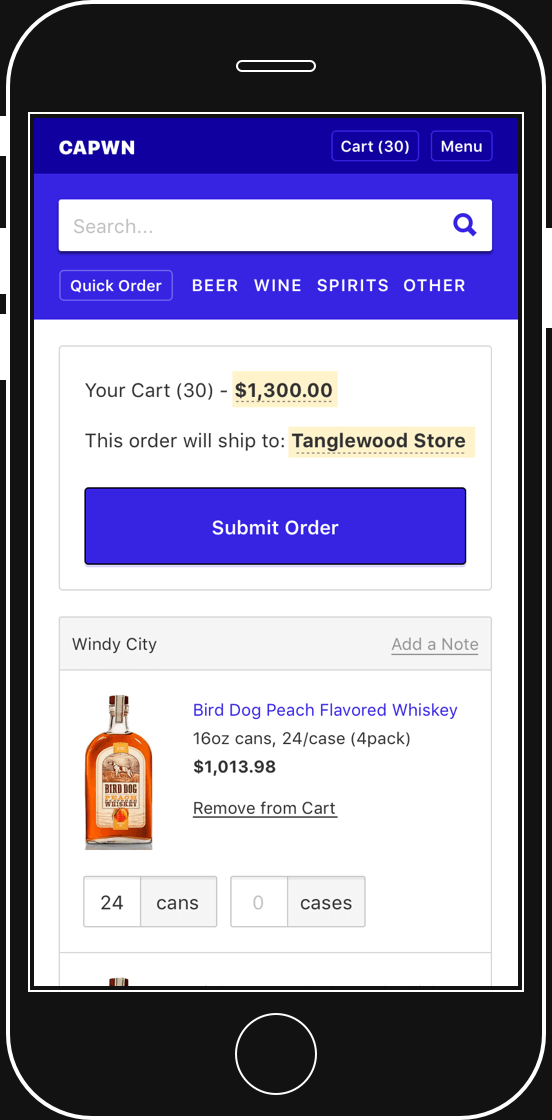 CAPWN
Cart (30)
Menu
Search...
Quick Order
BEER
WINE
SPIRITS
OTHER
Your Cart (30) - $1,300.00
This order will ship to: Tanglewood Store
Submit Order
Windy City
Add a Note
Bird Dog Peach Flavored Whiskey
16oz cans, 24/case (4pack)
$1,013.98
Remove from Cart
BIRD DOG
PEACH
WHISKEY
24
cans
0
cases